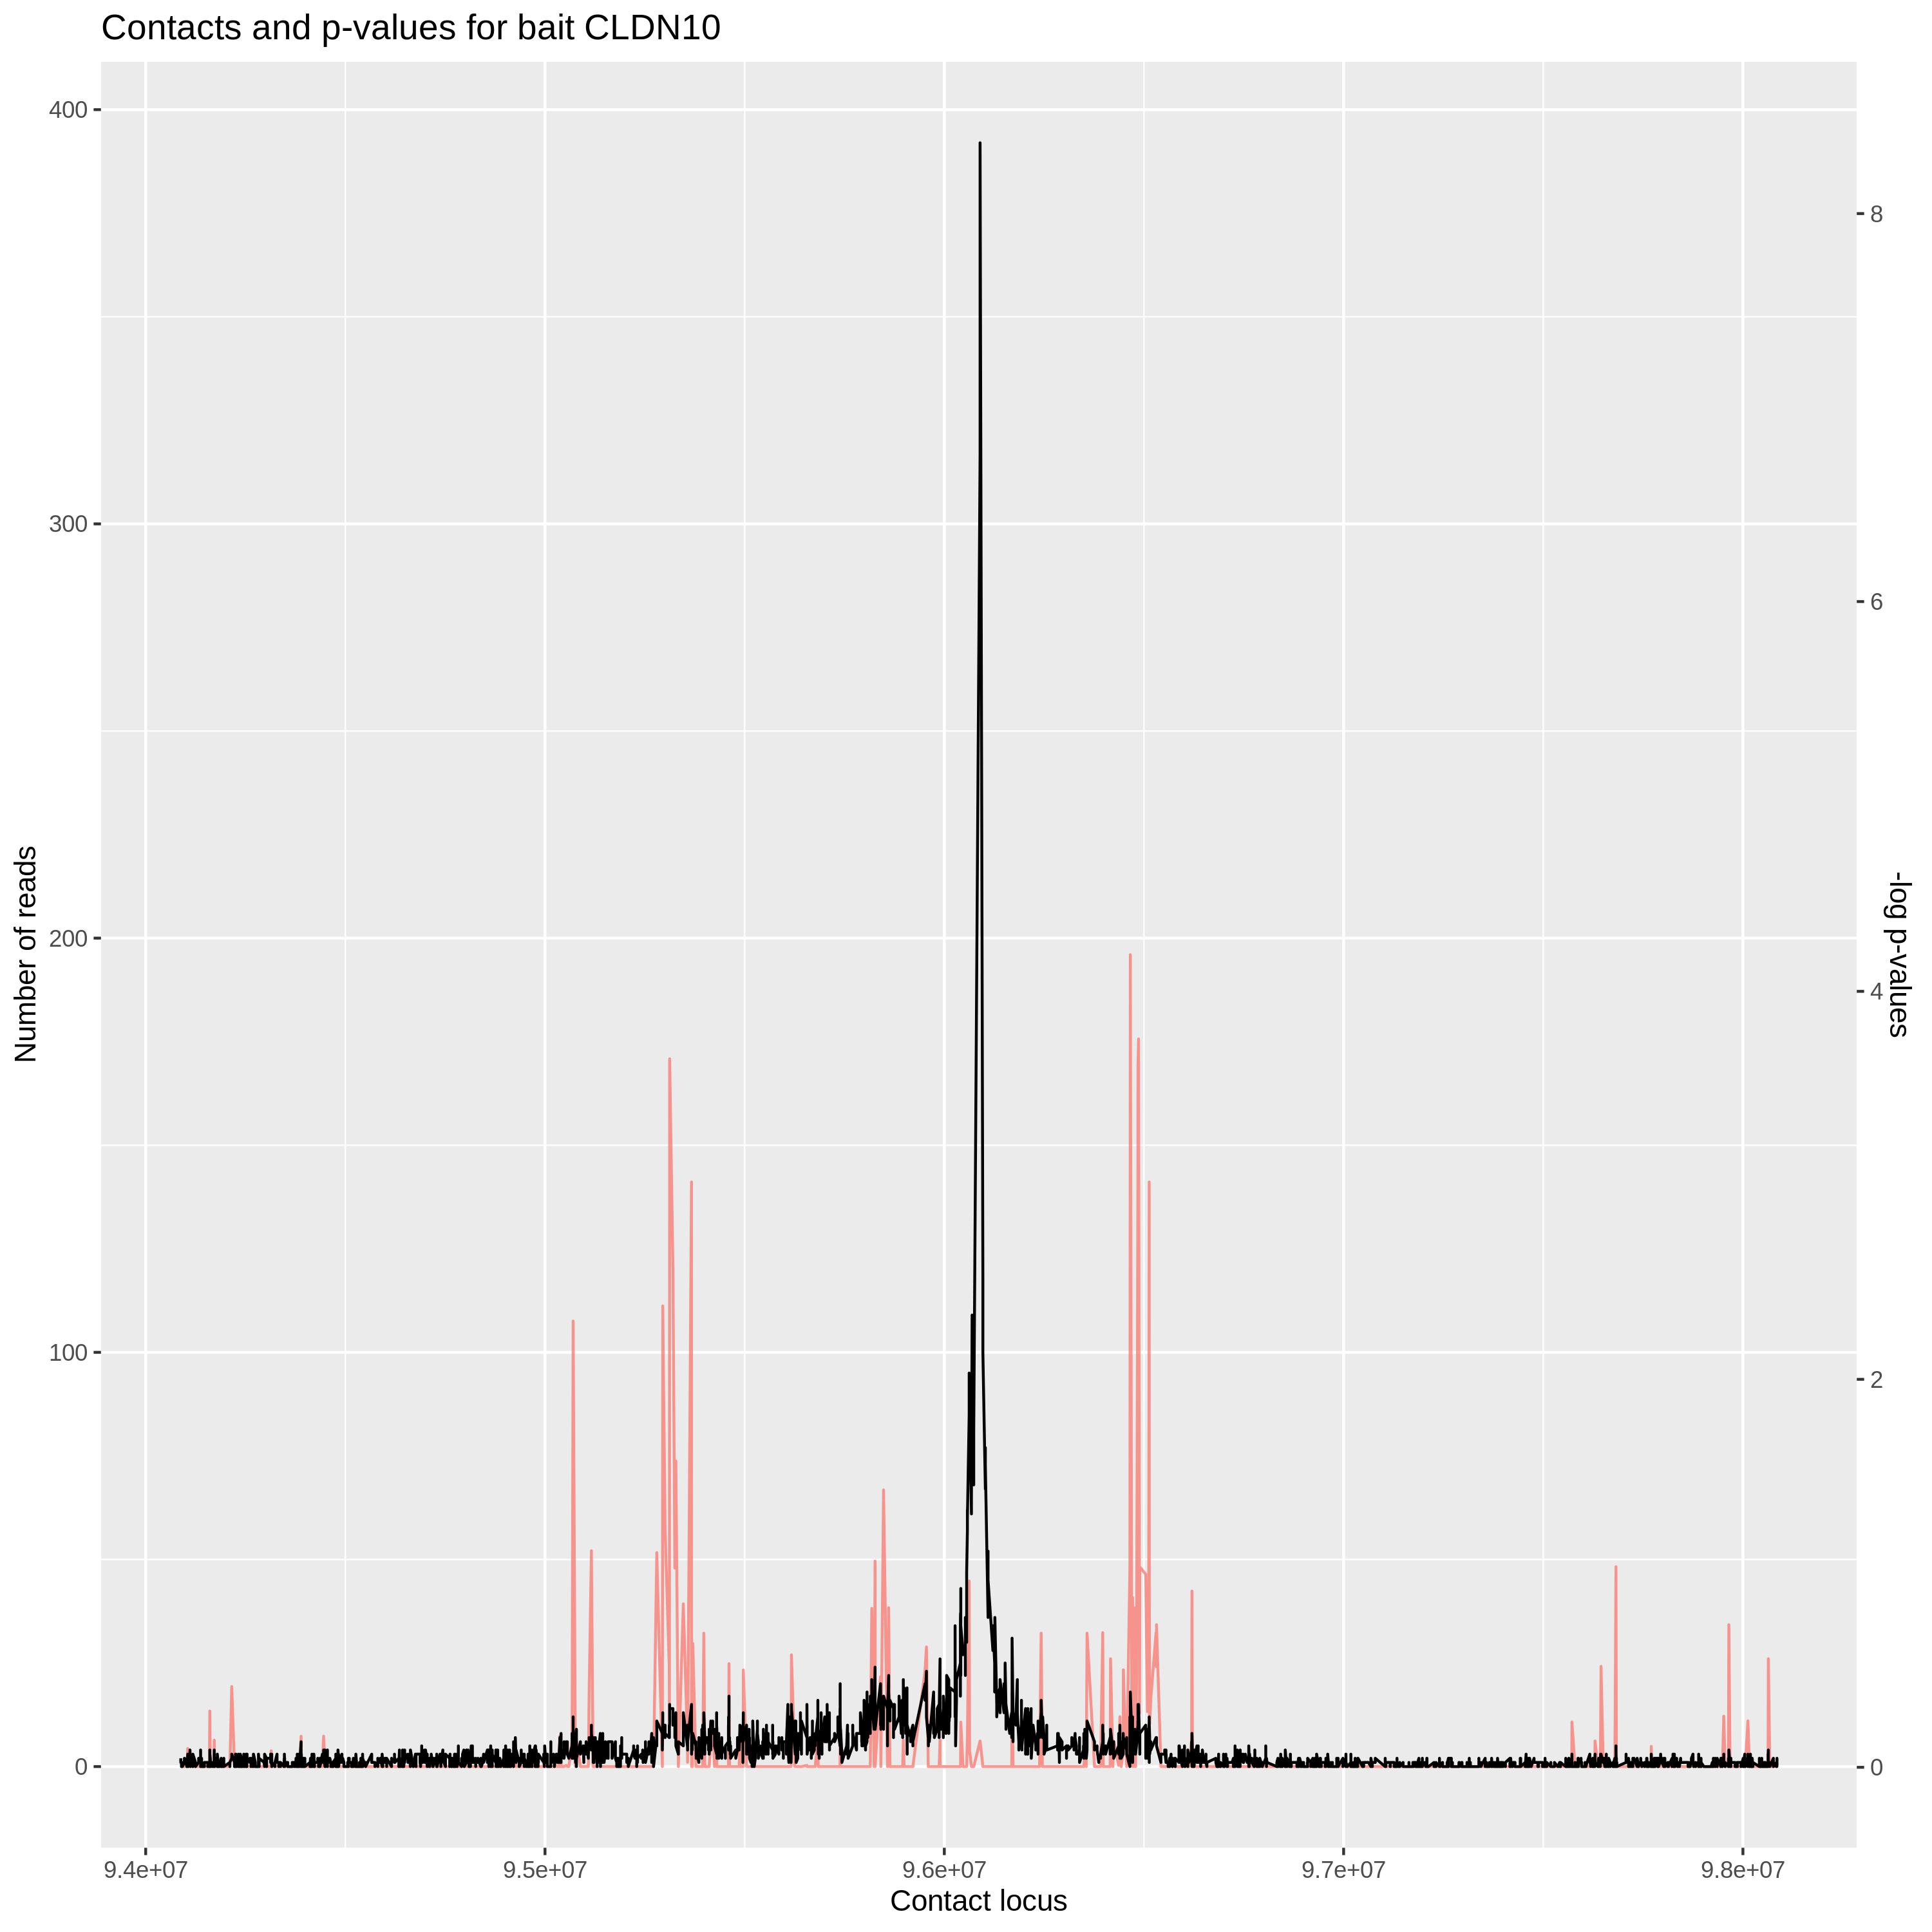 Contacts and p-values for bait CLDN10
400
300
200
100
0
8
6
4
2
0
Number of reads
-log p-values
9.4e+07
9.5e+07
9.6e+07
9.7e+07
9.8e+07
Contact locus